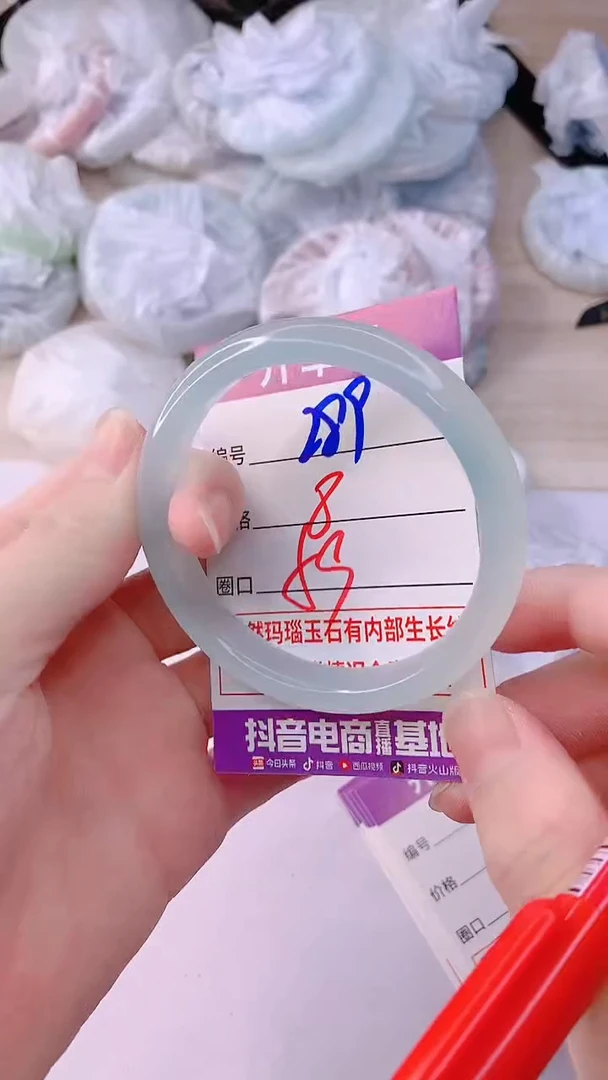 编号 289
格 8
圈口 55
然玛瑙玉石有内部生长
抖音电商直播基地
今日头条 抖音 西瓜视频 抖音火山版
编号
价格
圈口